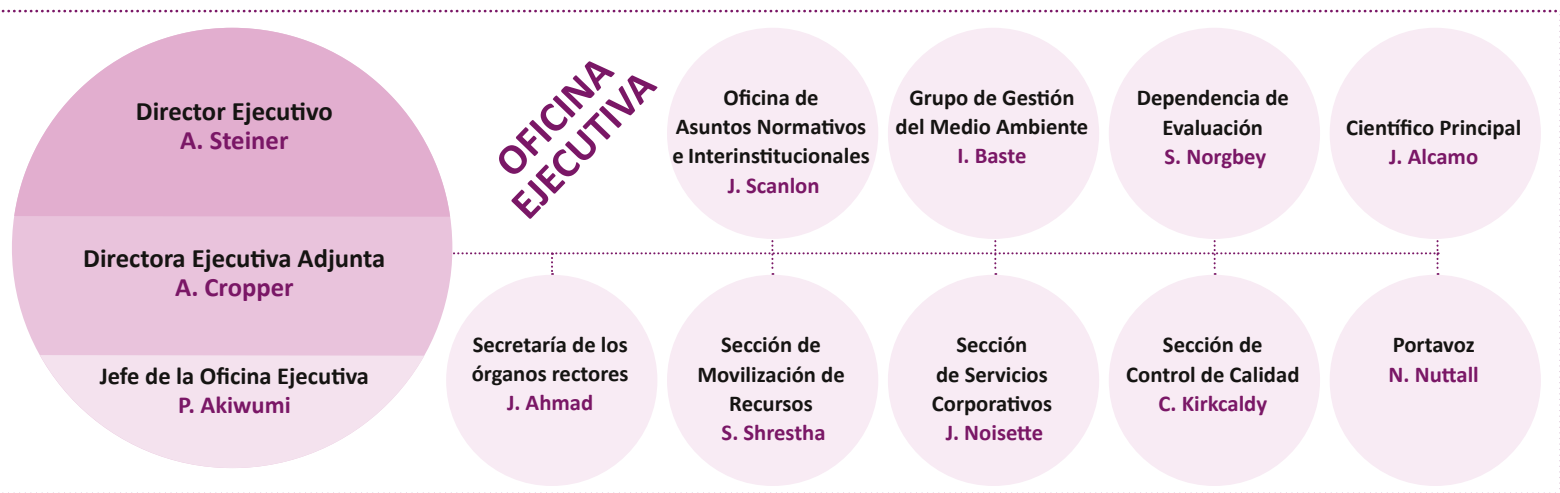 Director Ejecutivo
A. Steiner
Directora Ejecutiva Adjunta
A. Cropper
Jefe de la Oficina Ejecutiva
P. Akiwumi
OFICINA
EJECUTIVA
Oficina de
Asuntos Normativos
e Interinstitucionales
J. Scanlon
Grupo de Gestión
del Medio Ambiente
I. Baste
Dependencia de
Evaluación
S. Norgbey
Científico Principal
J. Alcamo
Secretaría de los
órganos rectores
J. Ahmad
Sección de
Movilización de
Recursos
S. Shrestha
Sección
de Servicios
Corporativos
J. Noisette
Sección de
Control de Calidad
C. Kirkcaldy
Portavoz
N. Nuttall